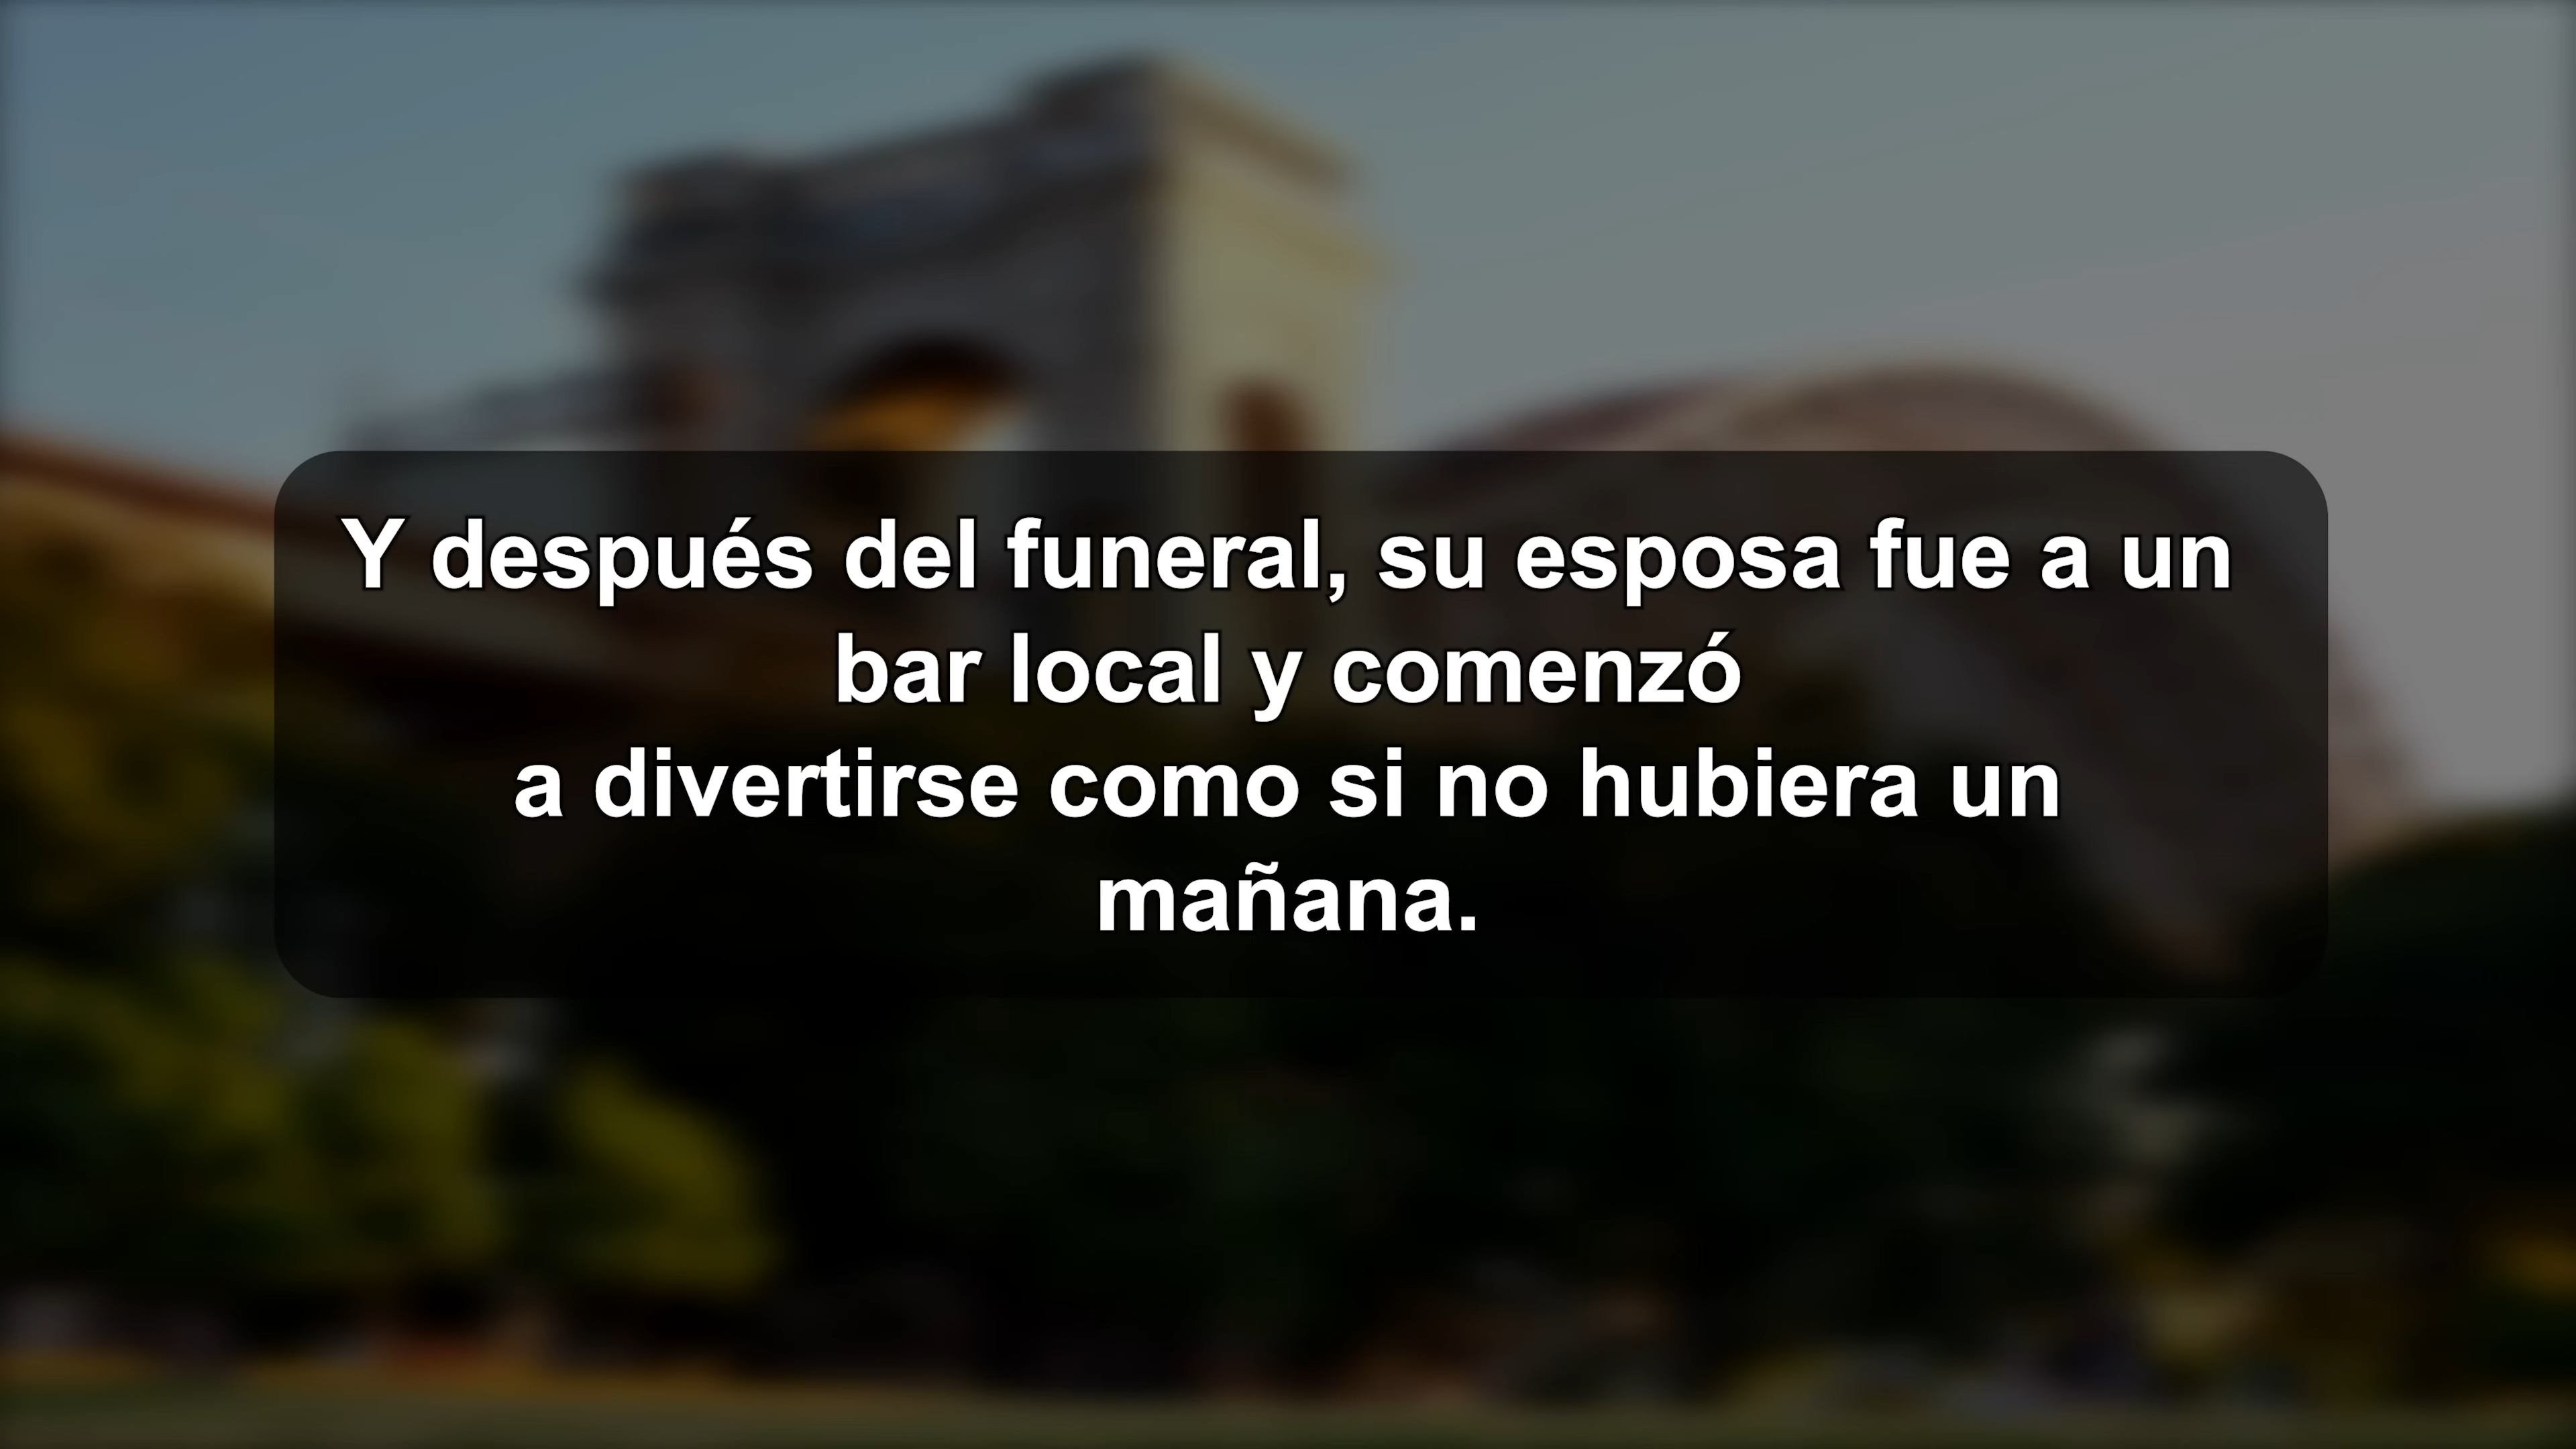 Y después del funeral, su esposa fue a un
bar local y comenzó
a divertirse como si no hubiera un
mañana.